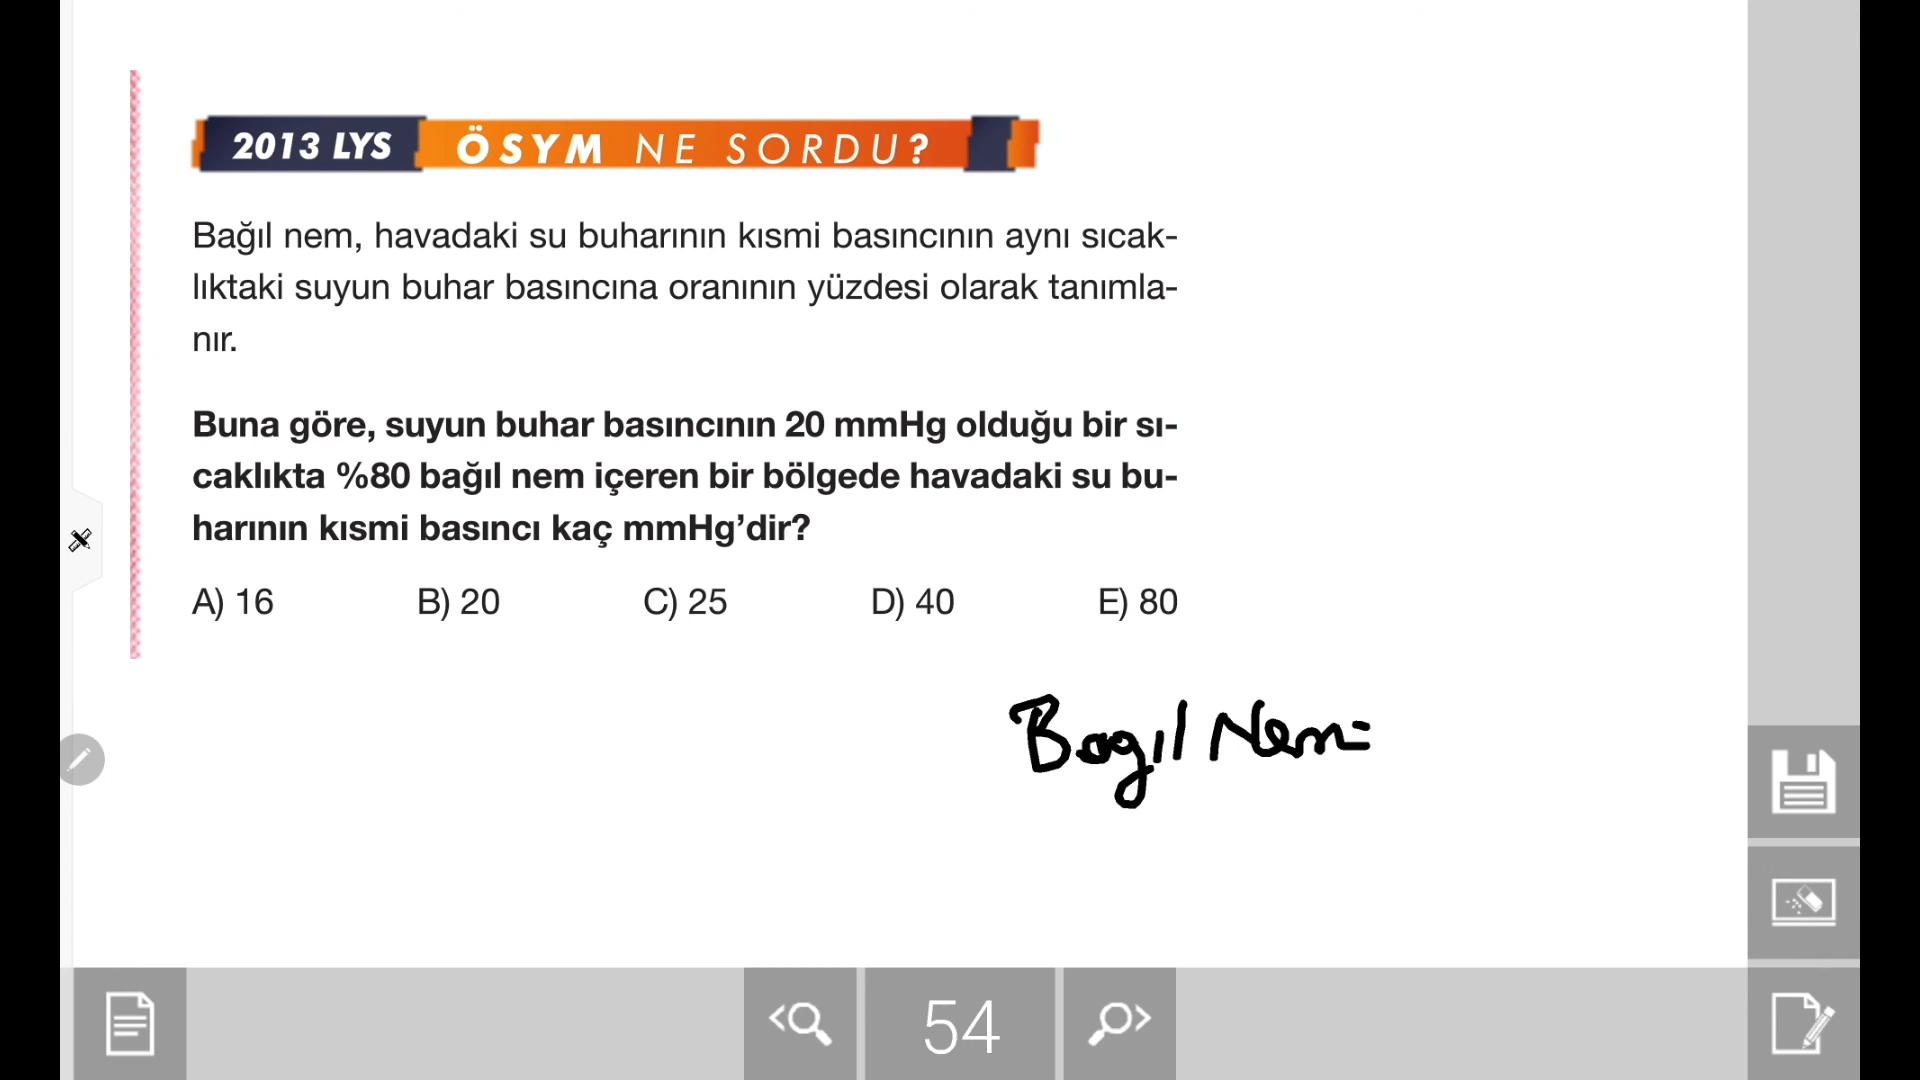 2013 LYS ÖSYM NE SORDU?
Bağıl nem, havadaki su buharının kısmi basıncının aynı sıcak-
lıktaki suyun buhar basıncına oranının yüzdesi olarak tanımla-
nır.
Buna göre, suyun buhar basıncının 20 mmHg olduğu bir sı-
caklıkta %80 bağıl nem içeren bir bölgede havadaki su bu-
harının kısmi basıncı kaç mmHg’dir?
A) 16 B) 20 C) 25 D) 40 E) 80
Bagıl Nem=
54